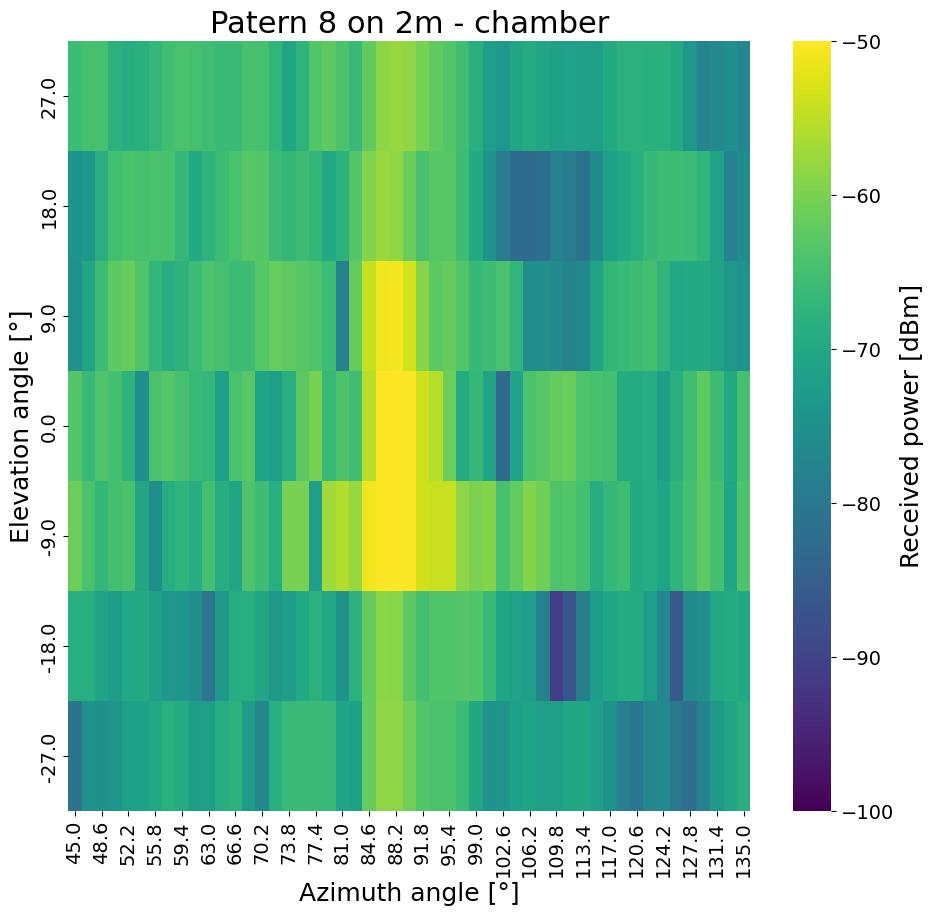 Patern 8 on 2m - chamber
Elevation angle [°]
27.0
18.0
9.0
0.0
-9.0
-18.0
-27.0
45.0 48.6 52.2 55.8 59.4 63.0 66.6 70.2 73.8 77.4 81.0 84.6 88.2 91.8 95.4 99.0 102.6 106.2 109.8 113.4 117.0 120.6 124.2 127.8 131.4 135.0
Azimuth angle [°]
−50
−60
−70
−80
−90
−100
Received power [dBm]